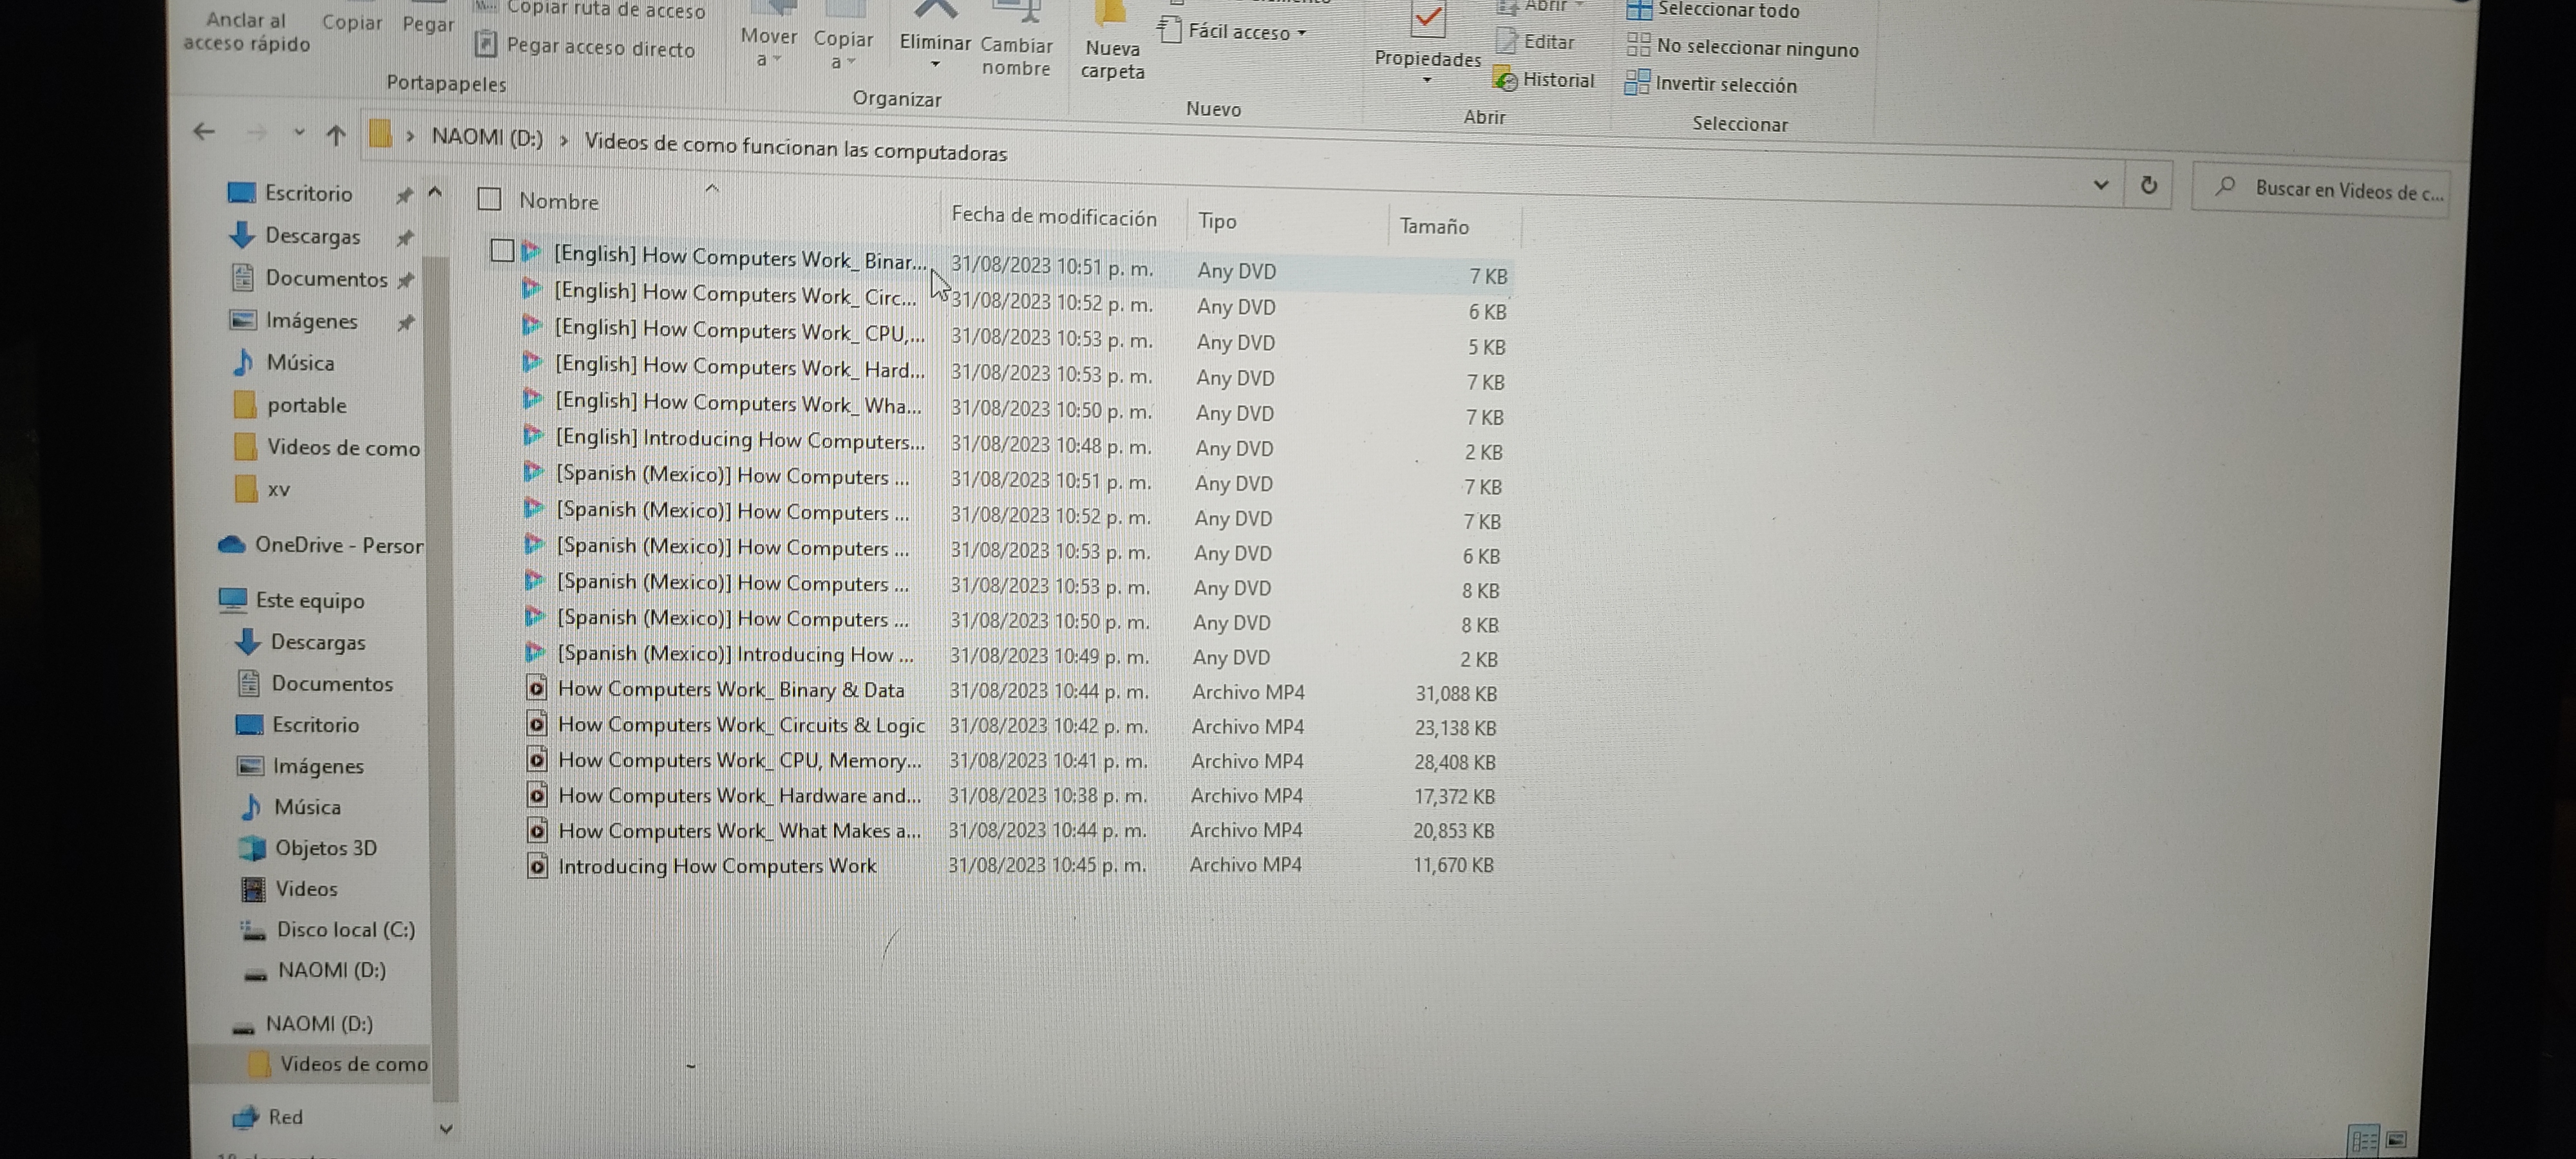 Anclar al
acceso rápido
Copiar
Pegar
Copiar ruta de acceso
Pegar acceso directo
Portapapeles
Mover
a
Copiar
a
Eliminar
Cambiar
nombre
Organizar
Nueva
carpeta
Fácil acceso
Nuevo
Propiedades
Abrir
Editar
Historial
Abrir
Seleccionar todo
No seleccionar ninguno
Invertir selección
Seleccionar
NAOMI (D:) > Videos de como funcionan las computadoras
Buscar en Videos de c...
Escritorio
Descargas
Documentos
Imágenes
Música
portable
Videos de como
xv
OneDrive - Persor
Este equipo
Descargas
Documentos
Escritorio
Imágenes
Música
Objetos 3D
Videos
Disco local (C:)
NAOMI (D:)
NAOMI (D:)
Videos de como
Red
Nombre Fecha de modificación Tipo Tamaño
[English] How Computers Work_ Binar... 31/08/2023 10:51 p. m. Any DVD 7 KB
[English] How Computers Work_ Circ... 31/08/2023 10:52 p. m. Any DVD 6 KB
[English] How Computers Work_ CPU,... 31/08/2023 10:53 p. m. Any DVD 5 KB
[English] How Computers Work_ Hard... 31/08/2023 10:53 p. m. Any DVD 7 KB
[English] How Computers Work_ Wha... 31/08/2023 10:50 p. m. Any DVD 7 KB
[English] Introducing How Computers... 31/08/2023 10:48 p. m. Any DVD 2 KB
[Spanish (Mexico)] How Computers ... 31/08/2023 10:51 p. m. Any DVD 7 KB
[Spanish (Mexico)] How Computers ... 31/08/2023 10:52 p. m. Any DVD 7 KB
[Spanish (Mexico)] How Computers ... 31/08/2023 10:53 p. m. Any DVD 6 KB
[Spanish (Mexico)] How Computers ... 31/08/2023 10:53 p. m. Any DVD 8 KB
[Spanish (Mexico)] How Computers ... 31/08/2023 10:50 p. m. Any DVD 8 KB
[Spanish (Mexico)] Introducing How ... 31/08/2023 10:49 p. m. Any DVD 2 KB
How Computers Work_ Binary & Data 31/08/2023 10:44 p. m. Archivo MP4 31,088 KB
How Computers Work_ Circuits & Logic 31/08/2023 10:42 p. m. Archivo MP4 23,138 KB
How Computers Work_ CPU, Memory... 31/08/2023 10:41 p. m. Archivo MP4 28,408 KB
How Computers Work_ Hardware and... 31/08/2023 10:38 p. m. Archivo MP4 17,372 KB
How Computers Work_ What Makes a... 31/08/2023 10:44 p. m. Archivo MP4 20,853 KB
Introducing How Computers Work 31/08/2023 10:45 p. m. Archivo MP4 11,670 KB